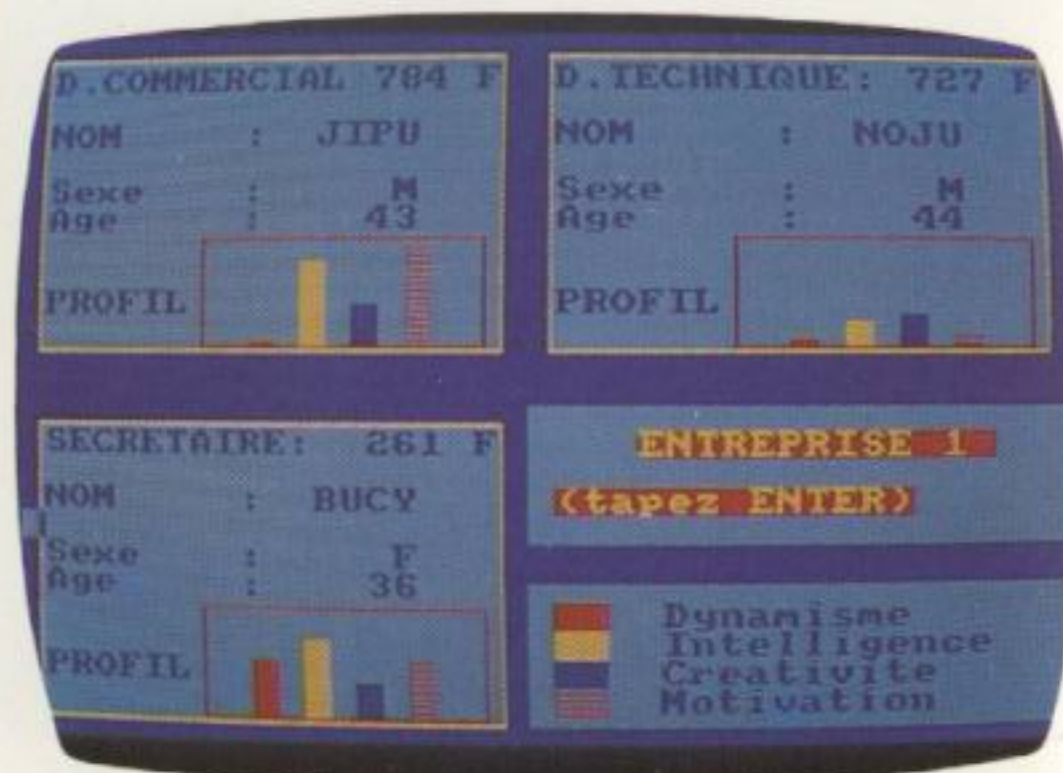 D.COMMERCIAL 784 F
NOM : JIPU
Sexe : M
Age : 43
PROFIL
D.TECHNIQUE: 727 F
NOM : NOJU
Sexe : M
Age : 44
PROFIL
SECRETAIRE: 261 F
NOM : BUCY
Sexe : F
Age : 36
PROFIL
ENTREPRISE 1
(tapez ENTER)
Dynamisme
Intelligence
Creativite
Motivation